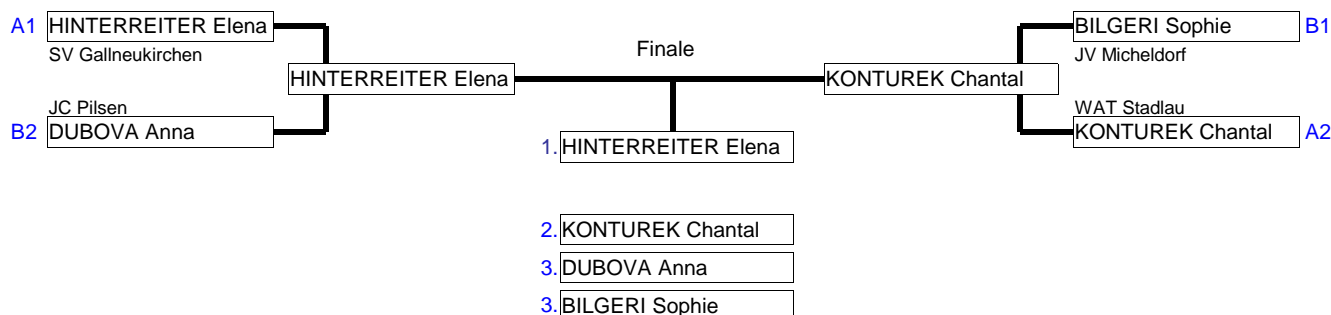 A1 HINTERREITER Elena
SV Gallneukirchen
HINTERREITER Elena
JC Pilsen
B2 DUBOVA Anna
Finale
BILGERI Sophie B1
JV Micheldorf
KONTUREK Chantal
WAT Stadlau
KONTUREK Chantal A2
1. HINTERREITER Elena
2. KONTUREK Chantal
3. DUBOVA Anna
3. BILGERI Sophie